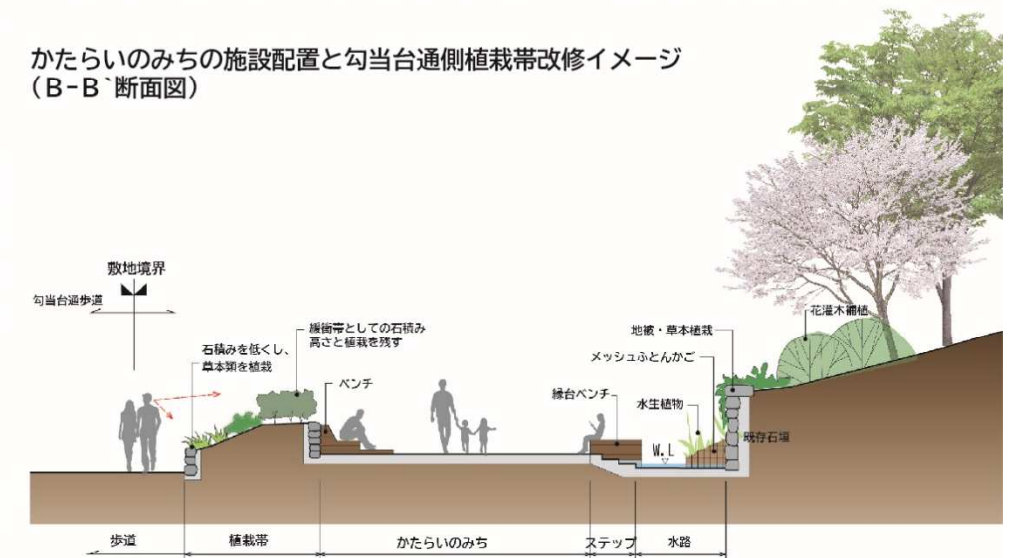 かたらいのみちの施設配置と勾当台通側植栽帯改修イメージ
(B-B`断面図)
敷地境界
勾当台通歩道
石積みを低くし、
草本類を植栽
緩衝帯としての石積み
高さと植栽を残す
ベンチ
花灌木補植
地被・草本植栽
メッシュふとんかご
縁台ベンチ
水生植物
既存石垣
W.L
歩道
植栽帯
かたらいのみち
ステップ
水路